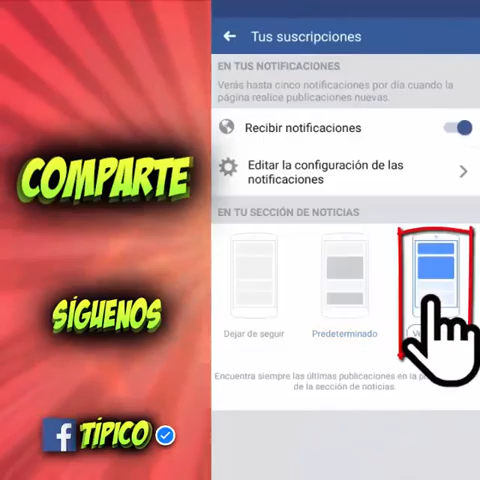 COMPARTE
SÍGUENOS
f TÍPICO
Tus suscripciones
EN TUS NOTIFICACIONES
Verás hasta cinco notificaciones por día cuando la
página realice publicaciones nuevas.
Recibir notificaciones
Editar la configuración de las
notificaciones
EN TU SECCIÓN DE NOTICIAS
Dejar de seguir
Predeterminado
Encuentra siempre las últimas publicaciones en la
de la sección de noticias.